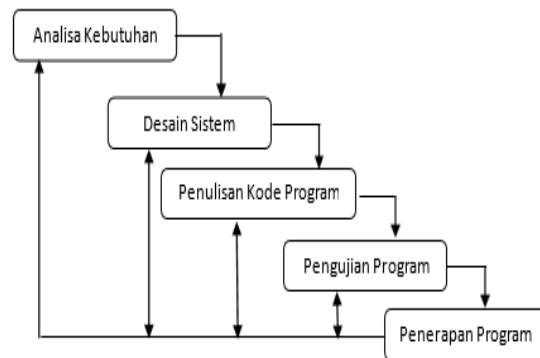 Analisa Kebutuhan
Desain Sistem
Penulisan Kode Program
Pengujian Program
Penerapan Program